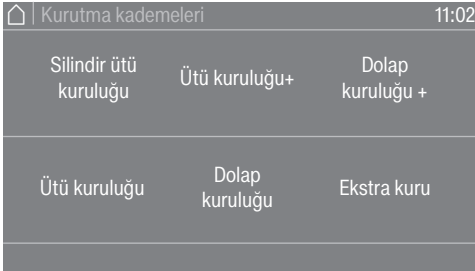 Kurutma kademeleri 11:02
Silindir ütü
kuruluğu
Ütü kuruluğu+
Dolap
kuruluğu +
Ütü kuruluğu
Dolap
kuruluğu
Ekstra kuru